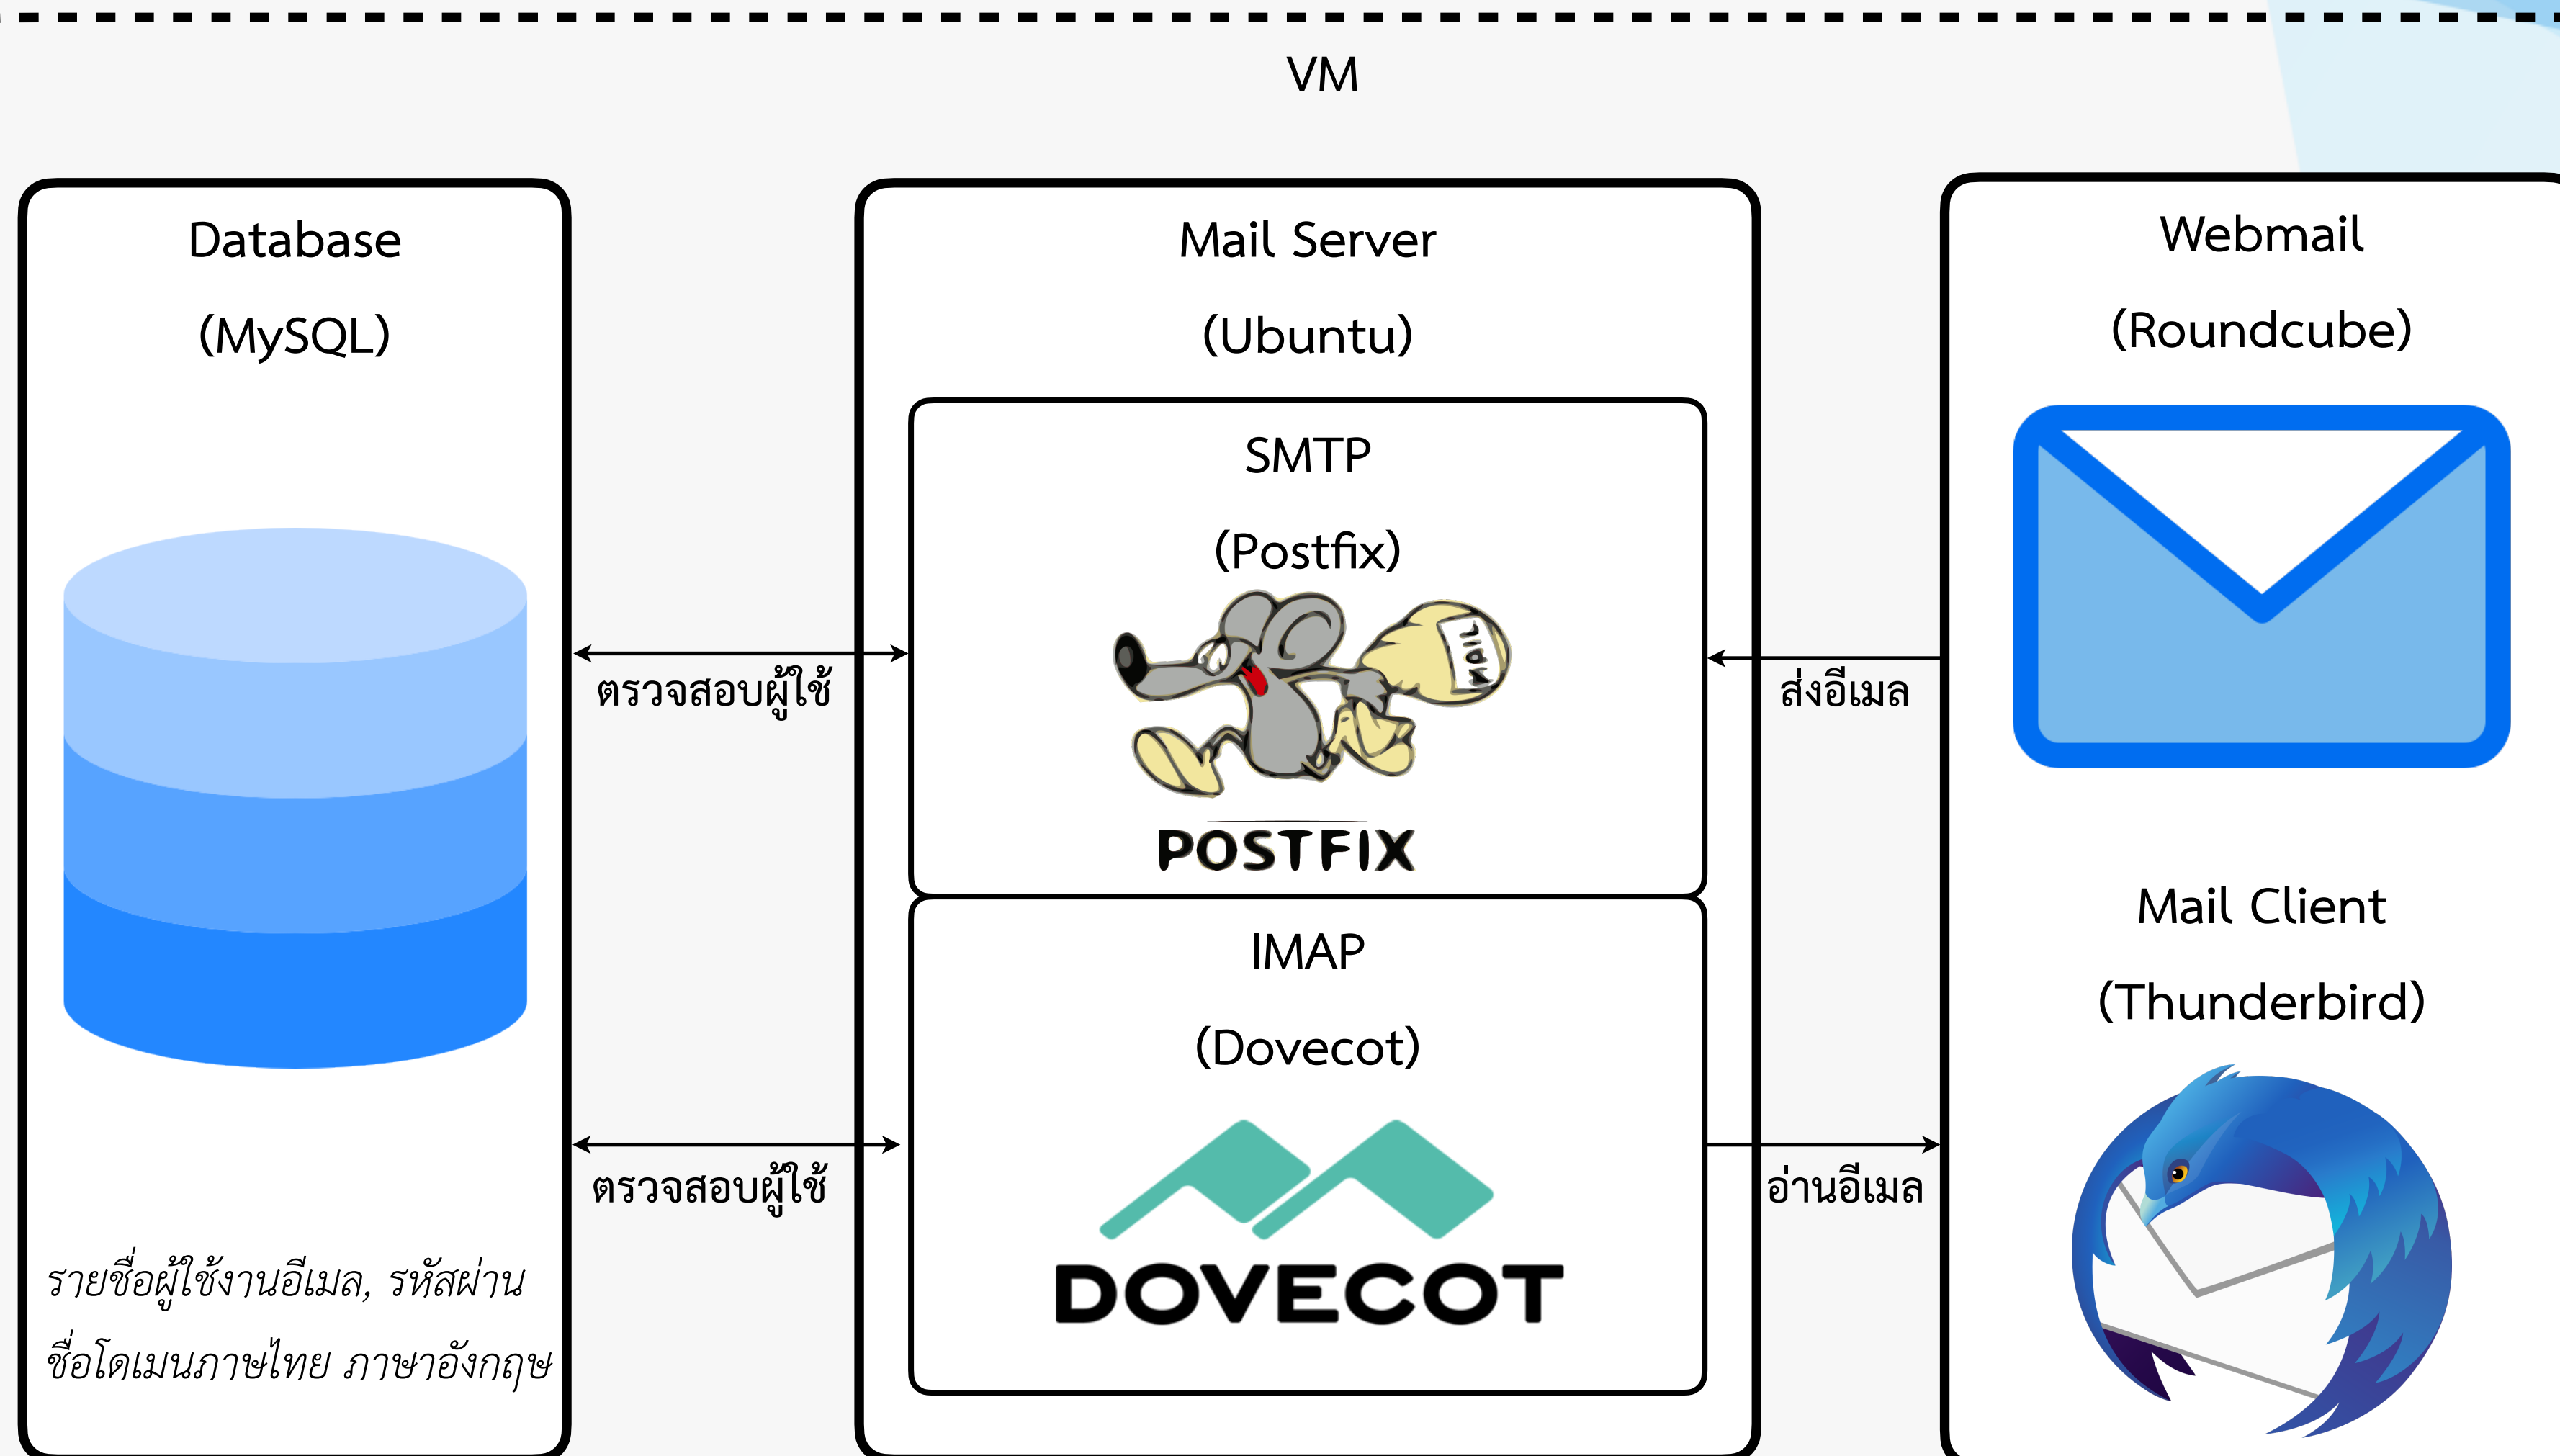 VM
Database
(MySQL)
รายชื่อผู้ใช้งานอีเมล, รหัสผ่าน
ชื่อโดเมนภาษไทย ภาษาอังกฤษ
ตรวจสอบผู้ใช้
ตรวจสอบผู้ใช้
Mail Server
(Ubuntu)
SMTP
(Postfix)
MAIL
POSTFIX
IMAP
(Dovecot)
DOVECOT
ส่งอีเมล
อ่านอีเมล
Webmail
(Roundcube)
Mail Client
(Thunderbird)